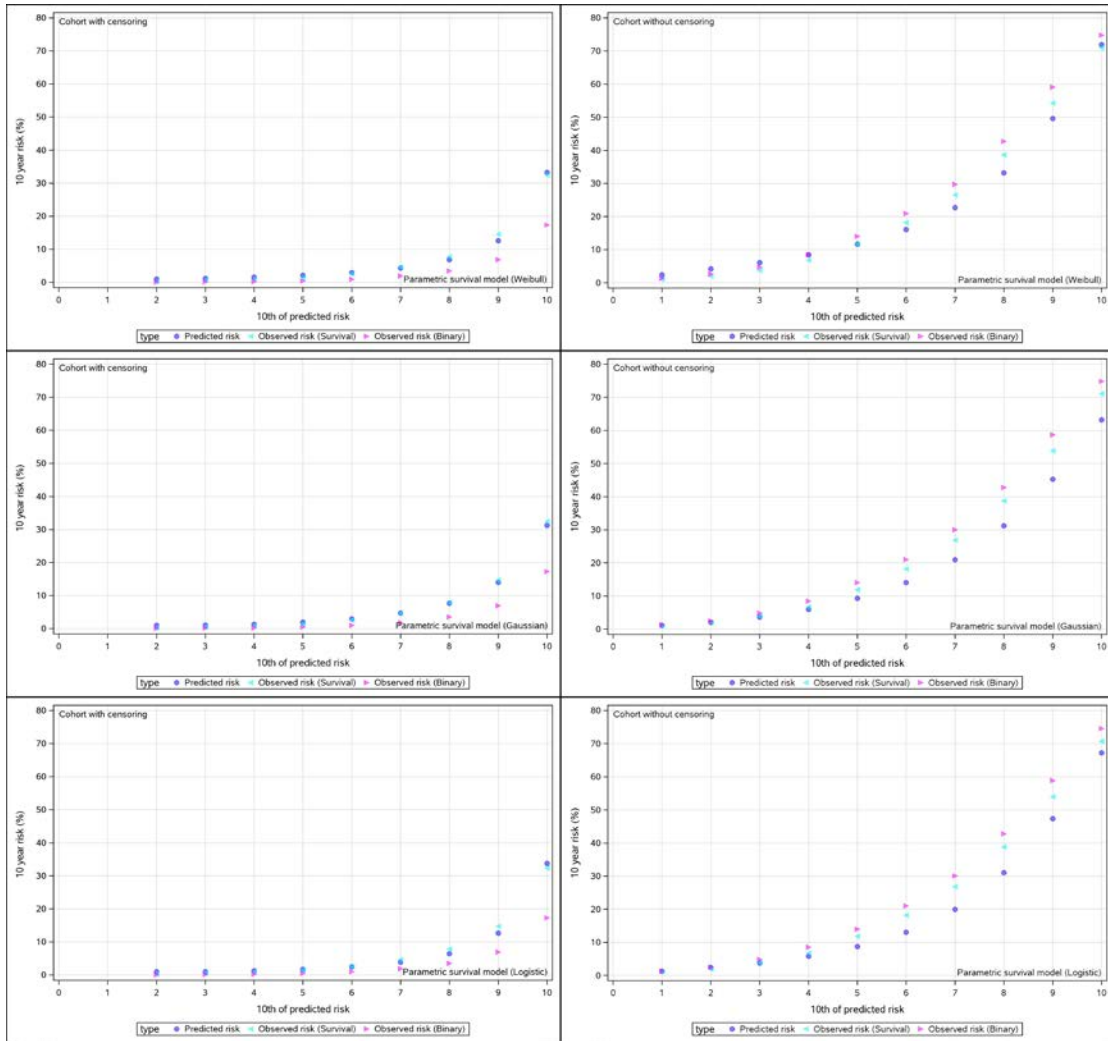 Cohort with censoring
80
70
60
50
40
30
20
10
0
10 year risk (%)
Parametric survival model (Weibull)
0 1 2 3 4 5 6 7 8 9 10
10th of predicted risk
type Predicted risk Observed risk (Survival) Observed risk (Binary)
Cohort without censoring
80
70
60
50
40
30
20
10
0
10 year risk (%)
Parametric survival model (Weibull)
0 1 2 3 4 5 6 7 8 9 10
10th of predicted risk
type Predicted risk Observed risk (Survival) Observed risk (Binary)
Cohort with censoring
80
70
60
50
40
30
20
10
0
10 year risk (%)
Parametric survival model (Gaussian)
0 1 2 3 4 5 6 7 8 9 10
10th of predicted risk
type Predicted risk Observed risk (Survival) Observed risk (Binary)
Cohort without censoring
80
70
60
50
40
30
20
10
0
10 year risk (%)
Parametric survival model (Gaussian)
0 1 2 3 4 5 6 7 8 9 10
10th of predicted risk
type Predicted risk Observed risk (Survival) Observed risk (Binary)
Cohort with censoring
80
70
60
50
40
30
20
10
0
10 year risk (%)
Parametric survival model (Logistic)
0 1 2 3 4 5 6 7 8 9 10
10th of predicted risk
type Predicted risk Observed risk (Survival) Observed risk (Binary)
Cohort without censoring
80
70
60
50
40
30
20
10
0
10 year risk (%)
Parametric survival model (Logistic)
0 1 2 3 4 5 6 7 8 9 10
10th of predicted risk
type Predicted risk Observed risk (Survival) Observed risk (Binary)